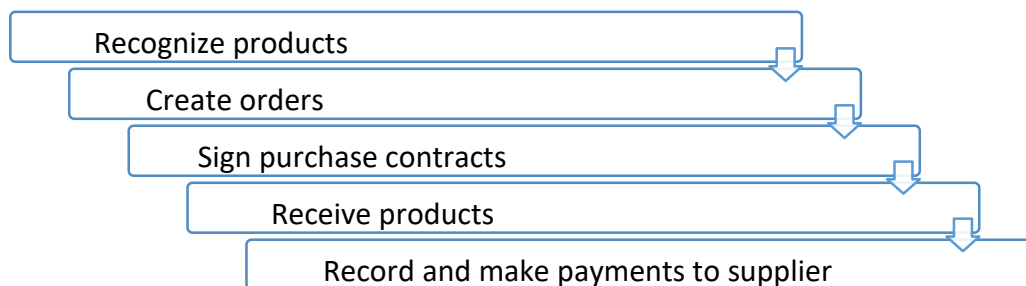 Recognize products
Create orders
Sign purchase contracts
Receive products
Record and make payments to supplier